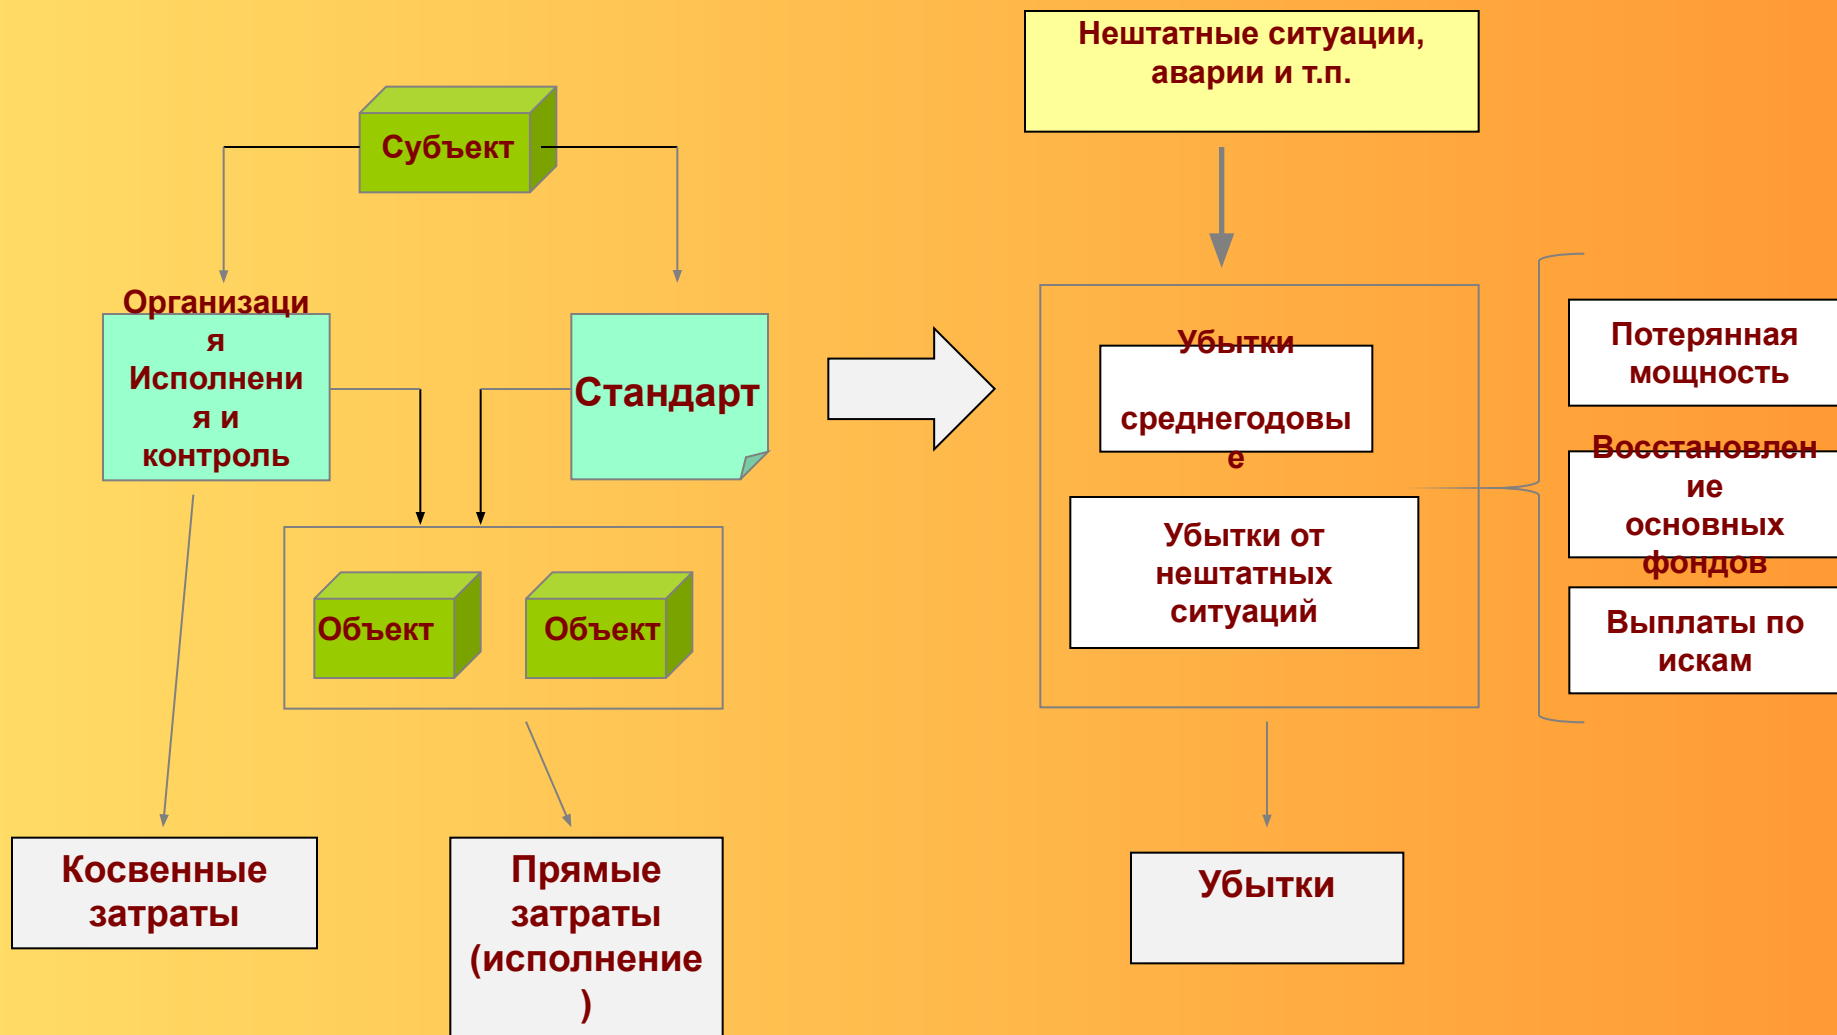 Нештатные ситуации,
аварии и т.п.
Субъект
Организаци
я
Исполнени
я и
контроль
Стандарт
Объект
Объект
Косвенные
затраты
Прямые
затраты
(исполнение
)
Убытки
среднегодовы
е
Убытки от
нештатных
ситуаций
Потерянная
мощность
Восстановлен
ие
основных
фондов
Выплаты по
искам
Убытки